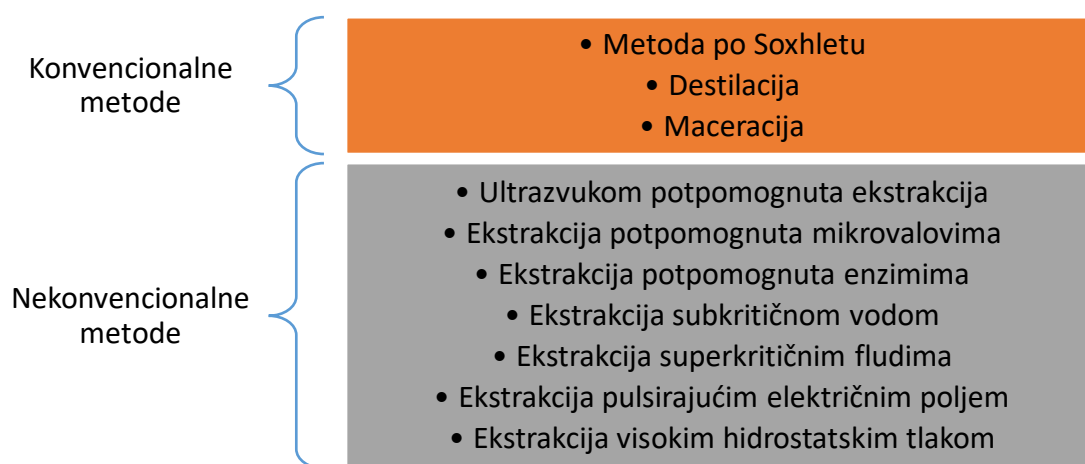 Konvencionalne
metode
• Metoda po Soxhletu
• Destilacija
• Maceracija
Nekonvencionalne
metode
• Ultrazvukom potpomognuta ekstrakcija
• Ekstrakcija potpomognuta mikrovalovima
• Ekstrakcija potpomognuta enzimima
• Ekstrakcija subkritičnom vodom
• Ekstrakcija superkritičnim fludima
• Ekstrakcija pulsirajućim električnim poljem
• Ekstrakcija visokim hidrostatskim tlakom